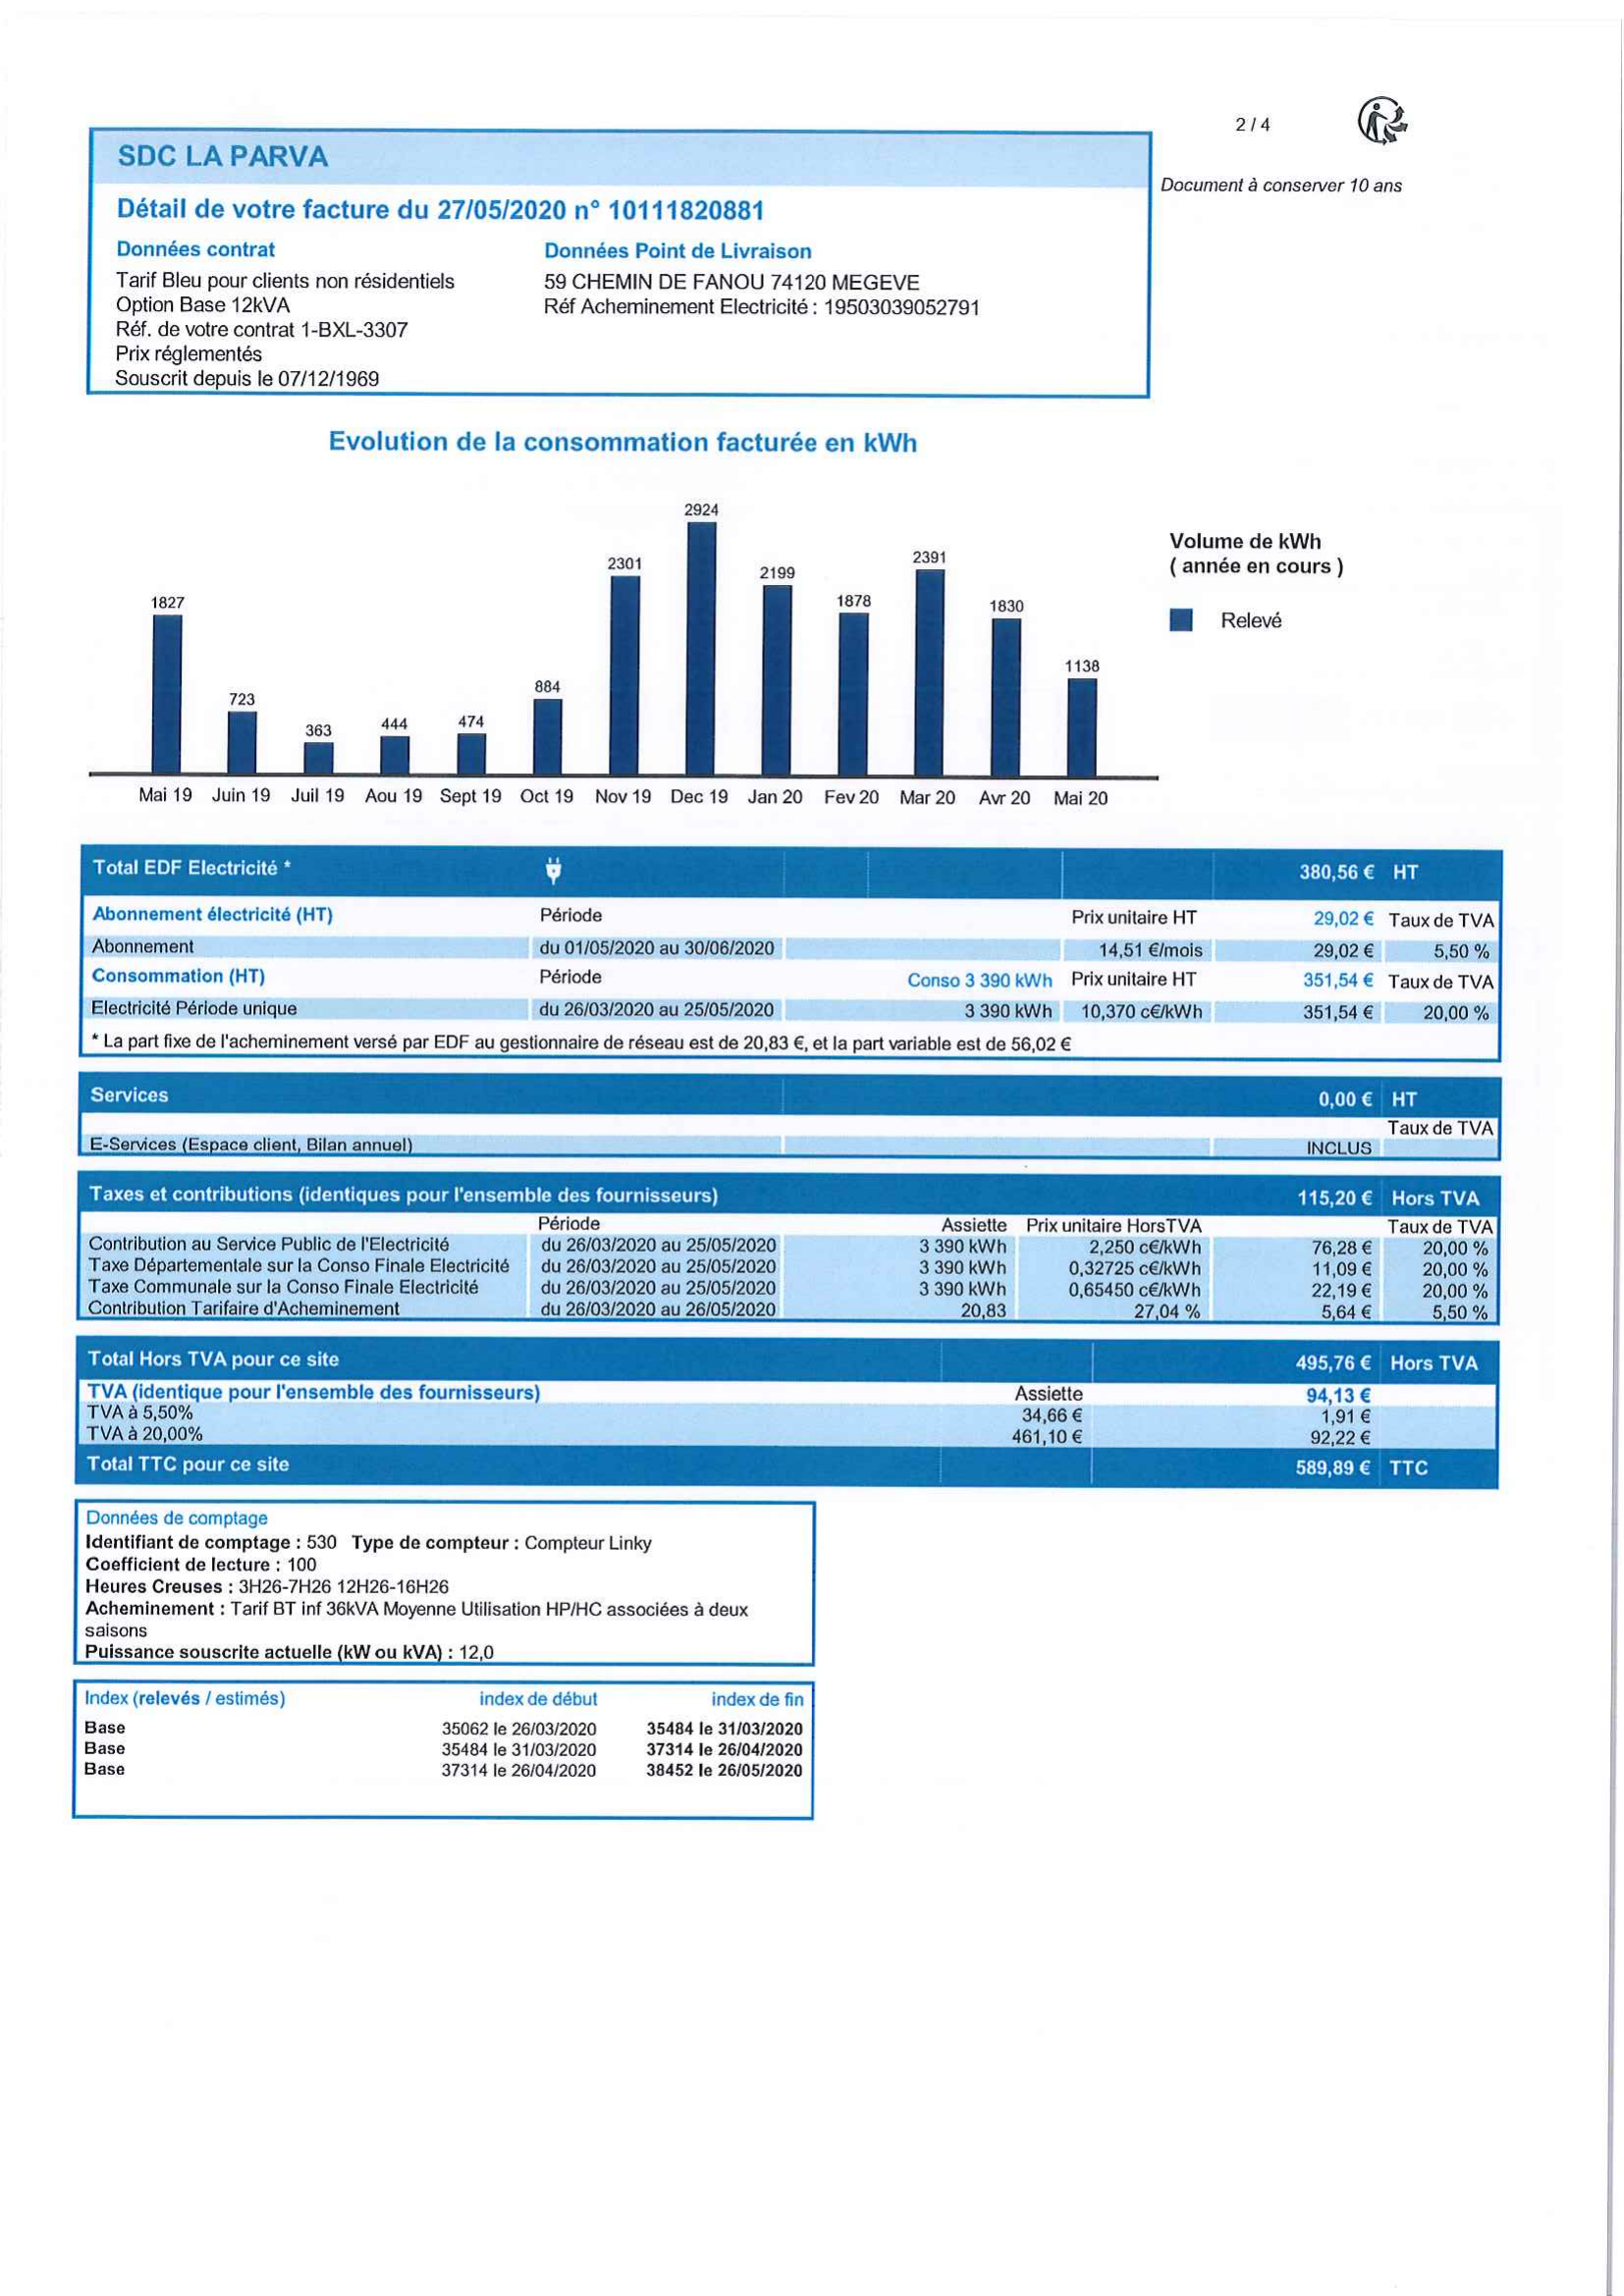 2 / 4
SDC LA PARVA
Document à conserver 10 ans
Détail de votre facture du 27/05/2020 n° 10111820881
Données contrat
Tarif Bleu pour clients non résidentiels
Option Base 12kVA
Réf. de votre contrat 1-BXL-3307
Prix réglementés
Souscrit depuis le 07/12/1969
Données Point de Livraison
59 CHEMIN DE FANOU 74120 MEGEVE
Réf Acheminement Electricité : 19503039052791
Evolution de la consommation facturée en kWh
1827 723 363 444 474 884 2301 2924 2199 1878 2391 1830 1138
Mai 19 Juin 19 Juil 19 Aou 19 Sept 19 Oct 19 Nov 19 Dec 19 Jan 20 Fev 20 Mar 20 Avr 20 Mai 20
Volume de kWh
( année en cours )
Relevé
Total EDF Electricité * 380,56 € HT
Abonnement électricité (HT) Période Prix unitaire HT 29,02 € Taux de TVA
Abonnement du 01/05/2020 au 30/06/2020 14,51 €/mois 29,02 € 5,50 %
Consommation (HT) Période Conso 3 390 kWh Prix unitaire HT 351,54 € Taux de TVA
Electricité Période unique du 26/03/2020 au 25/05/2020 3 390 kWh 10,370 c€/kWh 351,54 € 20,00 %
* La part fixe de l'acheminement versé par EDF au gestionnaire de réseau est de 20,83 €, et la part variable est de 56,02 €
Services 0,00 € HT
Taux de TVA
E-Services (Espace client, Bilan annuel) INCLUS
Taxes et contributions (identiques pour l'ensemble des fournisseurs) 115,20 € Hors TVA
Période Assiette Prix unitaire HorsTVA Taux de TVA
Contribution au Service Public de l'Electricité du 26/03/2020 au 25/05/2020 3 390 kWh 2,250 c€/kWh 76,28 € 20,00 %
Taxe Départementale sur la Conso Finale Electricité du 26/03/2020 au 25/05/2020 3 390 kWh 0,32725 c€/kWh 11,09 € 20,00 %
Taxe Communale sur la Conso Finale Electricité du 26/03/2020 au 25/05/2020 3 390 kWh 0,65450 c€/kWh 22,19 € 20,00 %
Contribution Tarifaire d'Acheminement du 26/03/2020 au 26/05/2020 20,83 27,04 % 5,64 € 5,50 %
Total Hors TVA pour ce site 495,76 € Hors TVA
TVA (identique pour l'ensemble des fournisseurs) Assiette 94,13 €
TVA à 5,50% 34,66 € 1,91 €
TVA à 20,00% 461,10 € 92,22 €
Total TTC pour ce site 589,89 € TTC
Données de comptage
Identifiant de comptage : 530 Type de compteur : Compteur Linky
Coefficient de lecture : 100
Heures Creuses : 3H26-7H26 12H26-16H26
Acheminement : Tarif BT inf 36kVA Moyenne Utilisation HP/HC associées à deux
saisons
Puissance souscrite actuelle (kW ou kVA) : 12,0
Index (relevés / estimés) index de début index de fin
Base 35062 le 26/03/2020 35484 le 31/03/2020
Base 35484 le 31/03/2020 37314 le 26/04/2020
Base 37314 le 26/04/2020 38452 le 26/05/2020